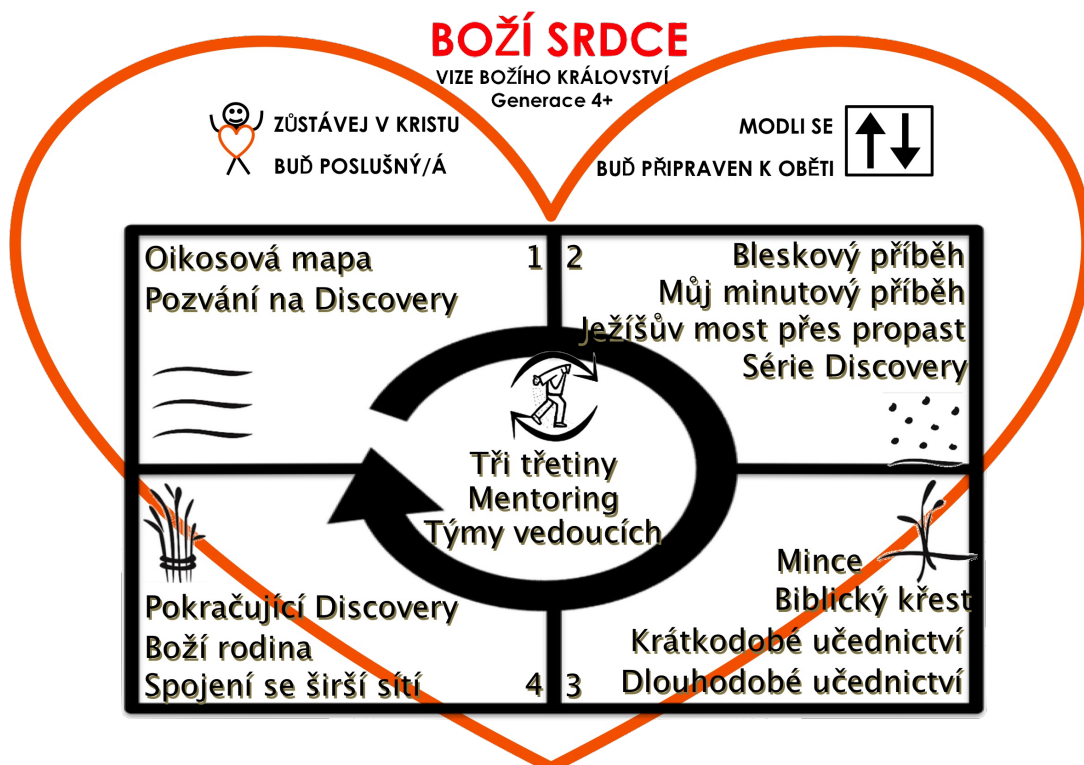 BOŽÍ SRDCE
VIZE BOŽÍHO KRÁLOVSTVÍ
Generace 4+
ZŮSTÁVEJ V KRISTU
BUĎ POSLUŠNÝ/Á
MODLI SE
BUĎ PŘIPRAVEN K OBĚTI
Oikosová mapa
Pozvání na Discovery
1
2
Bleskový příběh
Můj minutový příběh
Ježíšův most přes propast
Série Discovery
Tři třetiny
Mentoring
Týmy vedoucích
Mince
Biblický křest
Krátkodobé učednictví
Dlouhodobé učednictví
3
Pokračující Discovery
Boží rodina
Spojení se širší sítí
4